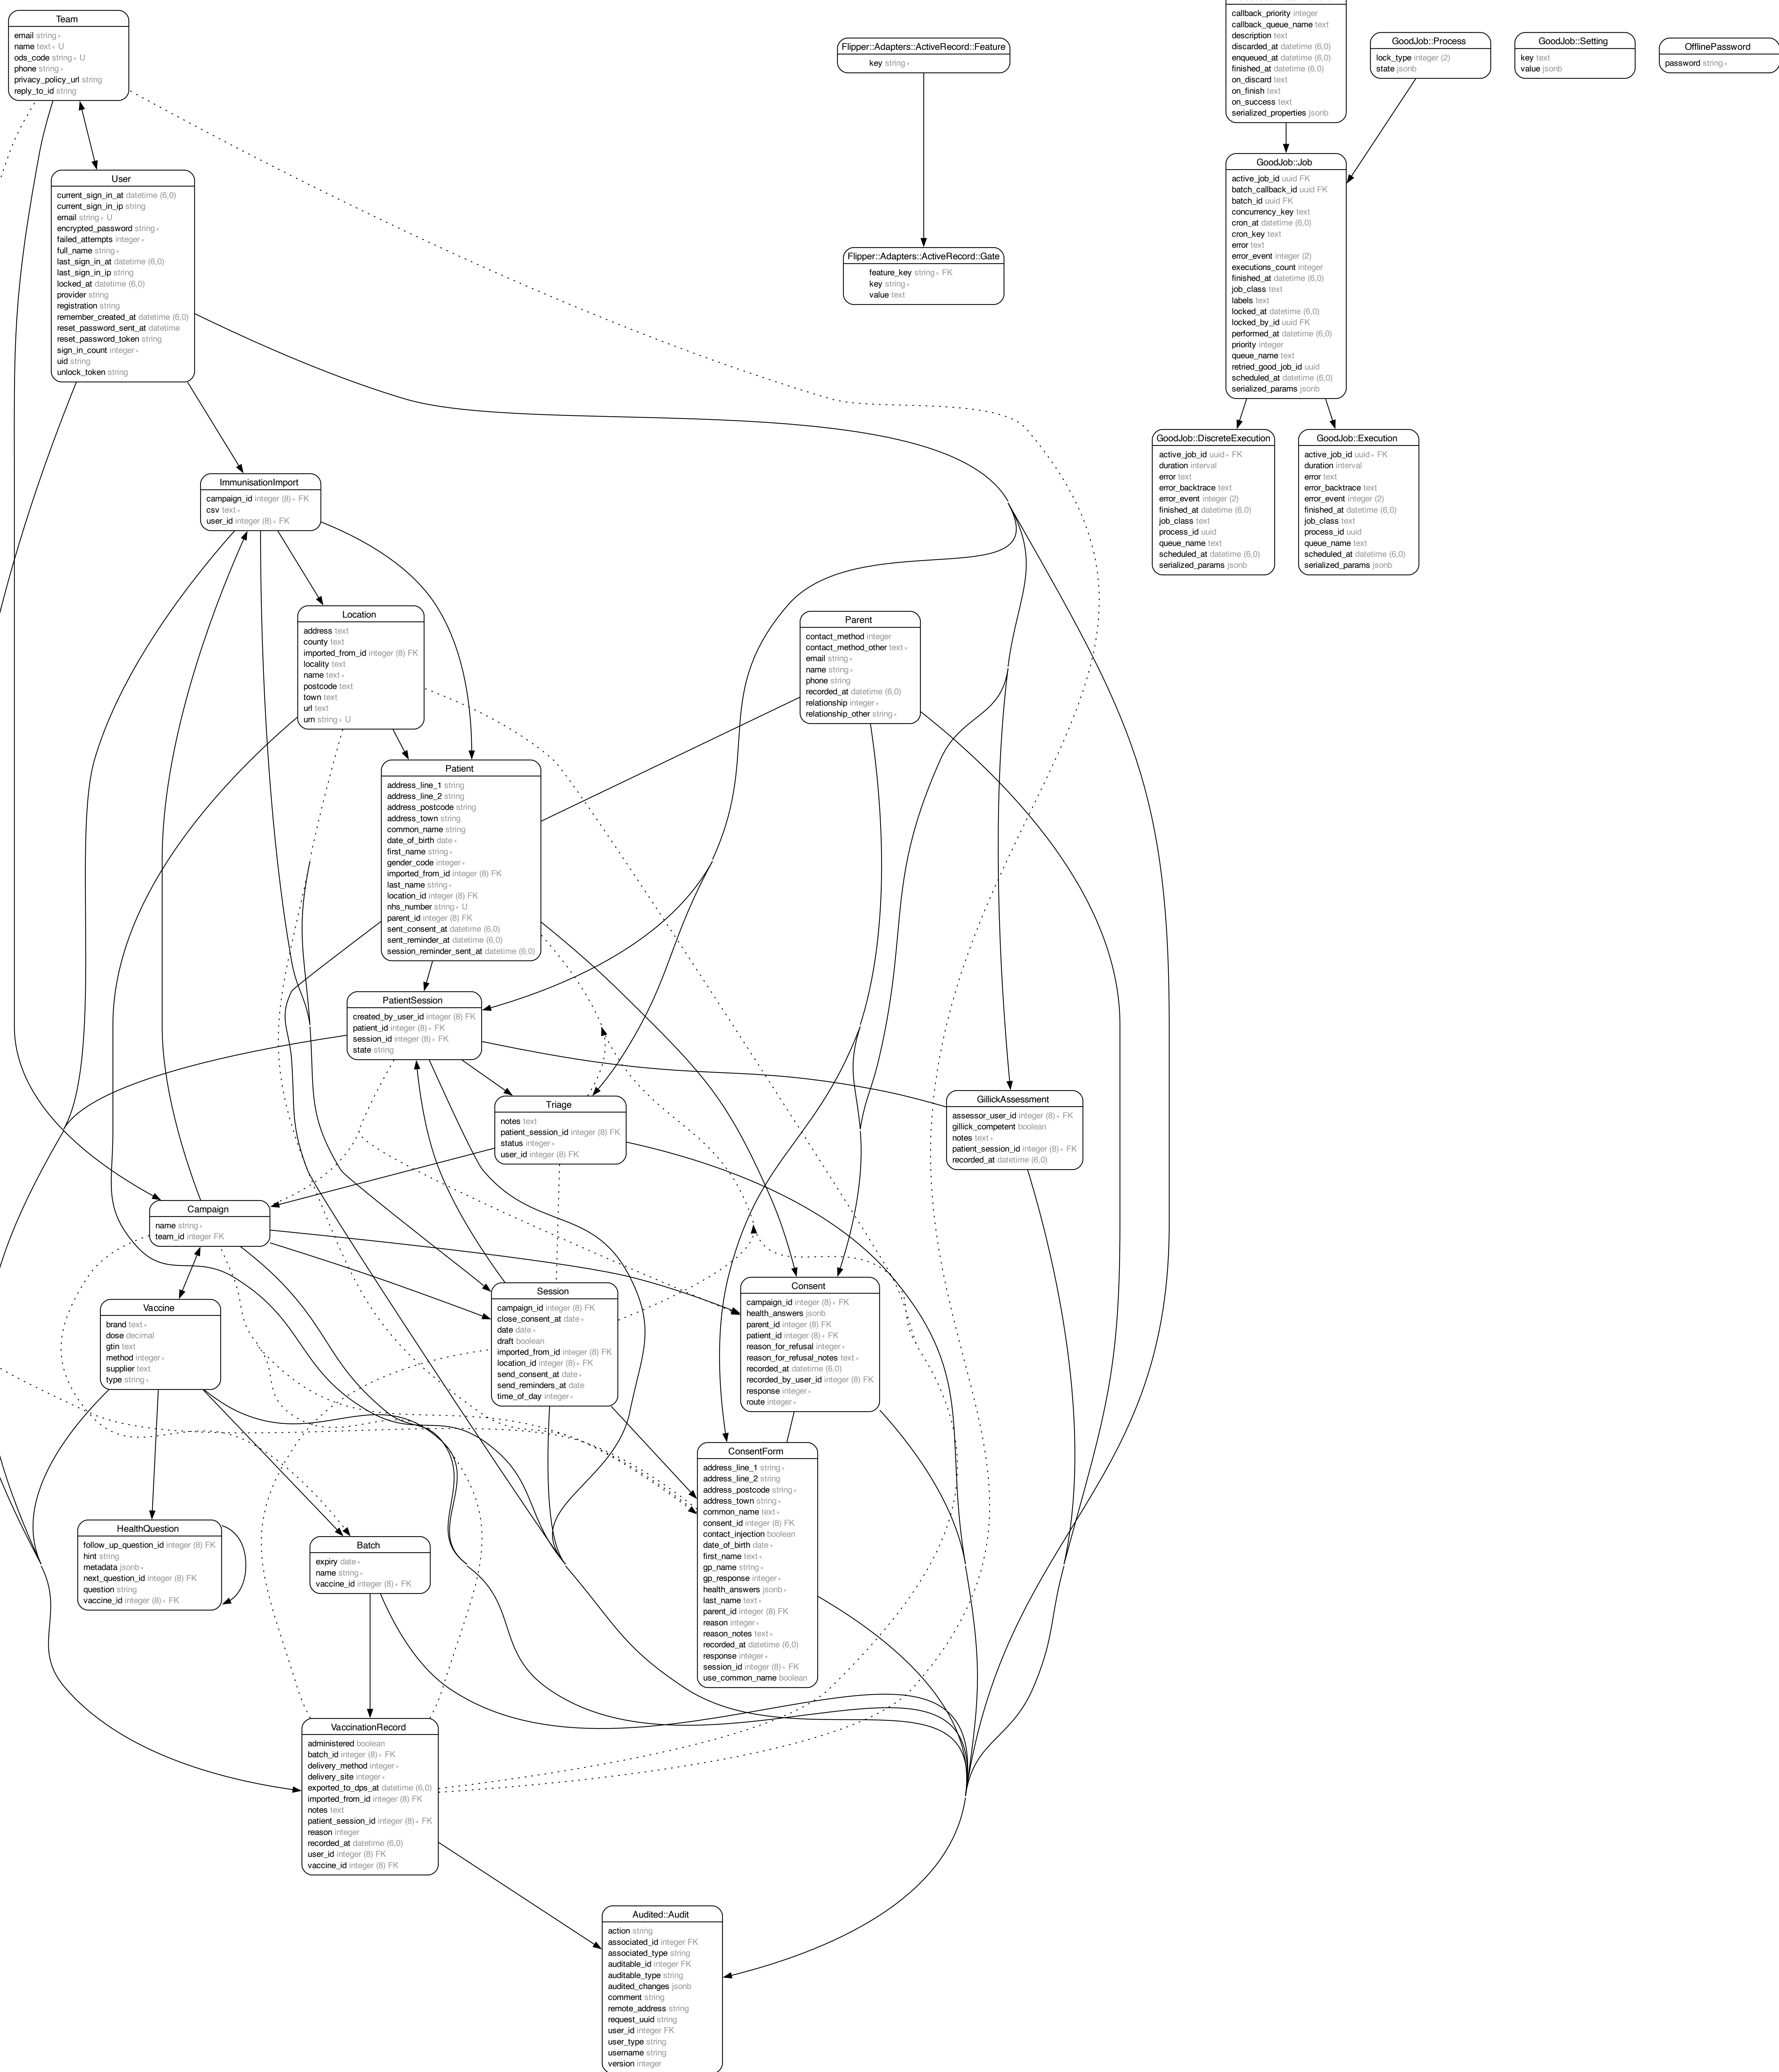 Team
email string ∗
name text ∗ U
ods_code string ∗ U
phone string ∗
privacy_policy_url string
reply_to_id string
User
current_sign_in_at datetime (6,0)
current_sign_in_ip string
email string ∗ U
encrypted_password string ∗
failed_attempts integer ∗
full_name string ∗
last_sign_in_at datetime (6,0)
last_sign_in_ip string
locked_at datetime (6,0)
provider string
registration string
remember_created_at datetime (6,0)
reset_password_sent_at datetime
reset_password_token string
sign_in_count integer ∗
uid string
unlock_token string
Flipper::Adapters::ActiveRecord::Feature
key string ∗
Flipper::Adapters::ActiveRecord::Gate
feature_key string ∗ FK
key string ∗
value text
callback_priority integer
callback_queue_name text
description text
discarded_at datetime (6,0)
enqueued_at datetime (6,0)
finished_at datetime (6,0)
on_discard text
on_finish text
on_success text
serialized_properties jsonb
GoodJob::Process
lock_type integer (2)
state jsonb
GoodJob::Setting
key text
value jsonb
OfflinePassword
password string ∗
GoodJob::Job
active_job_id uuid FK
batch_callback_id uuid FK
batch_id uuid FK
concurrency_key text
cron_at datetime (6,0)
cron_key text
error text
error_event integer (2)
executions_count integer
finished_at datetime (6,0)
job_class text
labels text
locked_at datetime (6,0)
locked_by_id uuid FK
performed_at datetime (6,0)
priority integer
queue_name text
retried_good_job_id uuid
scheduled_at datetime (6,0)
serialized_params jsonb
GoodJob::DiscreteExecution
active_job_id uuid ∗ FK
duration interval
error text
error_backtrace text
error_event integer (2)
finished_at datetime (6,0)
job_class text
process_id uuid
queue_name text
scheduled_at datetime (6,0)
serialized_params jsonb
GoodJob::Execution
active_job_id uuid ∗ FK
duration interval
error text
error_backtrace text
error_event integer (2)
finished_at datetime (6,0)
job_class text
process_id uuid
queue_name text
scheduled_at datetime (6,0)
serialized_params jsonb
ImmunisationImport
campaign_id integer (8) ∗ FK
csv text ∗
user_id integer (8) ∗ FK
Location
address text
county text
imported_from_id integer (8) FK
locality text
name text ∗
postcode text
town text
url text
urn string ∗ U
Parent
contact_method integer
contact_method_other text ∗
email string ∗
name string ∗
phone string
recorded_at datetime (6,0)
relationship integer ∗
relationship_other string ∗
Patient
address_line_1 string
address_line_2 string
address_postcode string
address_town string
common_name string
date_of_birth date ∗
first_name string ∗
gender_code integer ∗
imported_from_id integer (8) FK
last_name string ∗
location_id integer (8) FK
nhs_number string ∗ U
parent_id integer (8) FK
sent_consent_at datetime (6,0)
sent_reminder_at datetime (6,0)
session_reminder_sent_at datetime (6,0)
PatientSession
created_by_user_id integer (8) FK
patient_id integer (8) ∗ FK
session_id integer (8) ∗ FK
state string
Triage
notes text
patient_session_id integer (8) FK
status integer ∗
user_id integer (8) FK
GillickAssessment
assessor_user_id integer (8) ∗ FK
gillick_competent boolean
notes text ∗
patient_session_id integer (8) ∗ FK
recorded_at datetime (6,0)
Campaign
name string ∗
team_id integer FK
Vaccine
brand text ∗
dose decimal
gtin text
method integer ∗
supplier text
type string ∗
Session
campaign_id integer (8) FK
close_consent_at date ∗
date date ∗
draft boolean
imported_from_id integer (8) FK
location_id integer (8) ∗ FK
send_consent_at date ∗
send_reminders_at date
time_of_day integer ∗
Consent
campaign_id integer (8) ∗ FK
health_answers jsonb
parent_id integer (8) FK
patient_id integer (8) ∗ FK
reason_for_refusal integer ∗
reason_for_refusal_notes text ∗
recorded_at datetime (6,0)
recorded_by_user_id integer (8) FK
response integer ∗
route integer ∗
ConsentForm
address_line_1 string ∗
address_line_2 string
address_postcode string ∗
address_town string ∗
common_name text ∗
consent_id integer (8) FK
contact_injection boolean
date_of_birth date ∗
first_name text ∗
gp_name string ∗
gp_response integer ∗
health_answers jsonb ∗
last_name text ∗
parent_id integer (8) FK
reason integer ∗
reason_notes text ∗
recorded_at datetime (6,0)
response integer ∗
session_id integer (8) ∗ FK
use_common_name boolean
HealthQuestion
follow_up_question_id integer (8) FK
hint string
metadata jsonb ∗
next_question_id integer (8) FK
question string
vaccine_id integer (8) ∗ FK
Batch
expiry date ∗
name string ∗
vaccine_id integer (8) ∗ FK
VaccinationRecord
administered boolean
batch_id integer (8) ∗ FK
delivery_method integer ∗
delivery_site integer ∗
exported_to_dps_at datetime (6,0)
imported_from_id integer (8) FK
notes text
patient_session_id integer (8) ∗ FK
reason integer
recorded_at datetime (6,0)
user_id integer (8) FK
vaccine_id integer (8) FK
Audited::Audit
action string
associated_id integer FK
associated_type string
auditable_id integer FK
auditable_type string
audited_changes jsonb
comment string
remote_address string
request_uuid string
user_id integer FK
user_type string
username string
version integer